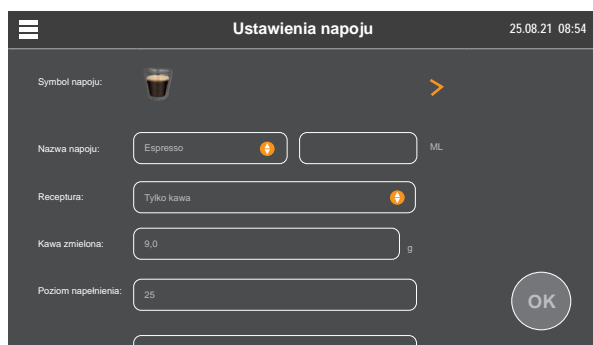 Ustawienia napoju
25.08.21 08:54
Symbol napoju:
Nazwa napoju: Espresso ML
Receptura: Tylko kawa
Kawa zmielona: 9,0 g
Poziom napełnienia: 25
OK